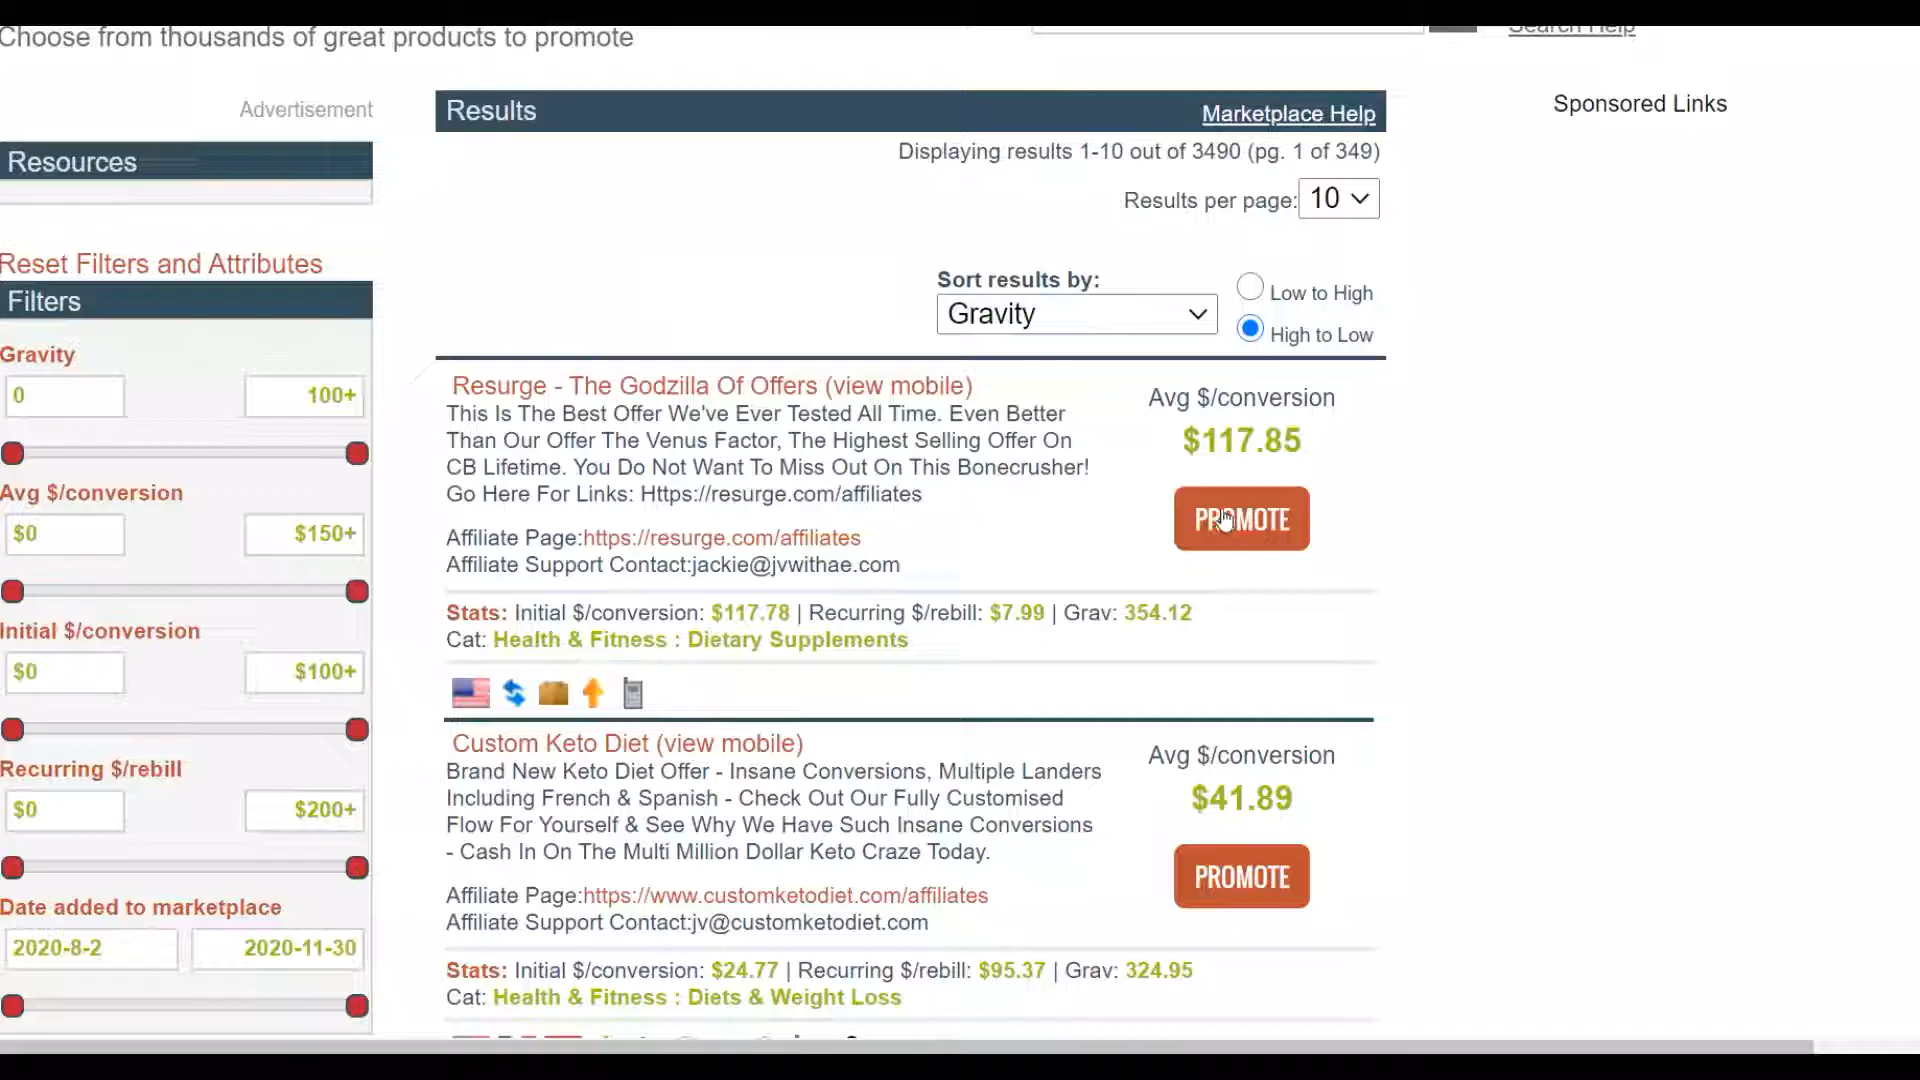 Choose from thousands of great products to promote
Search Help
Advertisement
Resources
Reset Filters and Attributes
Filters
Gravity
0 100+
Avg $/conversion
$0 $150+
Initial $/conversion
$0 $100+
Recurring $/rebill
$0 $200+
Date added to marketplace
2020-8-2 2020-11-30
Results Marketplace Help
Displaying results 1-10 out of 3490 (pg. 1 of 349)
Results per page: 10
Sort results by:
Gravity
Low to High
High to Low
Resurge - The Godzilla Of Offers (view mobile)
This Is The Best Offer We've Ever Tested All Time. Even Better
Than Our Offer The Venus Factor, The Highest Selling Offer On
CB Lifetime. You Do Not Want To Miss Out On This Bonecrusher!
Go Here For Links: Https://resurge.com/affiliates
Affiliate Page:https://resurge.com/affiliates
Affiliate Support Contact:jackie@jvwithae.com
Avg $/conversion
$117.85
PROMOTE
Stats: Initial $/conversion: $117.78 | Recurring $/rebill: $7.99 | Grav: 354.12
Cat: Health & Fitness : Dietary Supplements
Custom Keto Diet (view mobile)
Brand New Keto Diet Offer - Insane Conversions, Multiple Landers
Including French & Spanish - Check Out Our Fully Customised
Flow For Yourself & See Why We Have Such Insane Conversions
- Cash In On The Multi Million Dollar Keto Craze Today.
Affiliate Page:https://www.customketodiet.com/affiliates
Affiliate Support Contact:jv@customketodiet.com
Avg $/conversion
$41.89
PROMOTE
Stats: Initial $/conversion: $24.77 | Recurring $/rebill: $95.37 | Grav: 324.95
Cat: Health & Fitness : Diets & Weight Loss
Sponsored Links